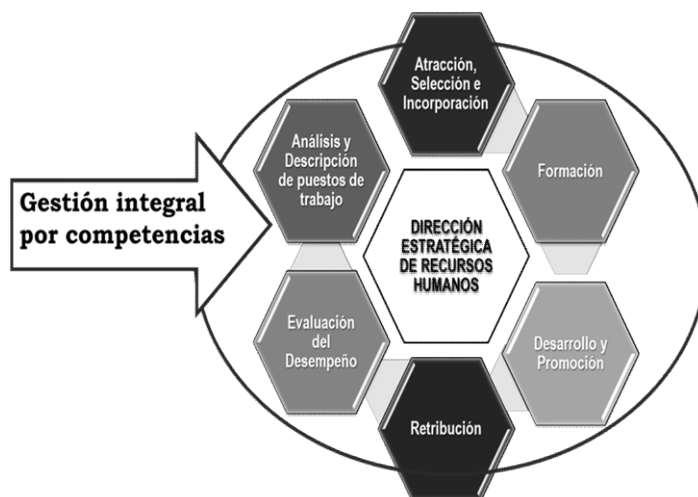 Gestión integral
por competencias
Atracción,
Selección e
Incorporación
Análisis y
Descripción
de puestos de
trabajo
Formación
DIRECCIÓN
ESTRATÉGICA
DE RECURSOS
HUMANOS
Evaluación
del
Desempeño
Desarrollo y
Promoción
Retribución